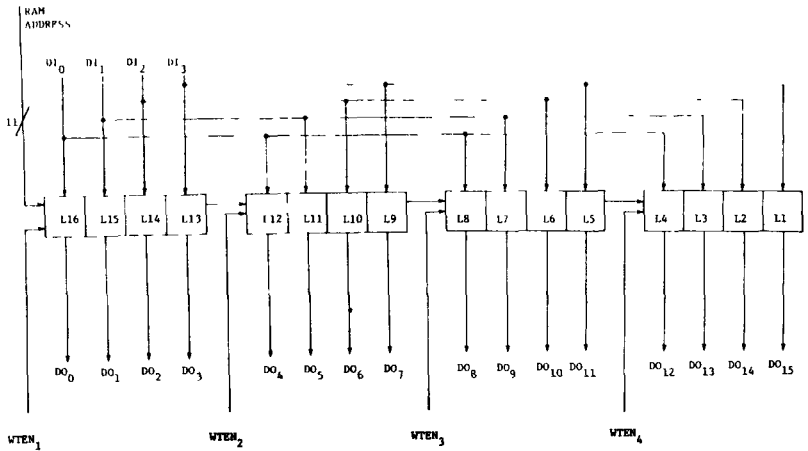 RAM
ADDRESS
DI0 DI1 DI2 DI3
11
L16 L15 L14 L13 L12 L11 L10 L9 L8 L7 L6 L5 L4 L3 L2 L1
DO0 DO1 DO2 DO3 DO4 DO5 DO6 DO7 DO8 DO9 DO10 DO11 DO12 DO13 DO14 DO15
WTEN1 WTEN2 WTEN3 WTEN4